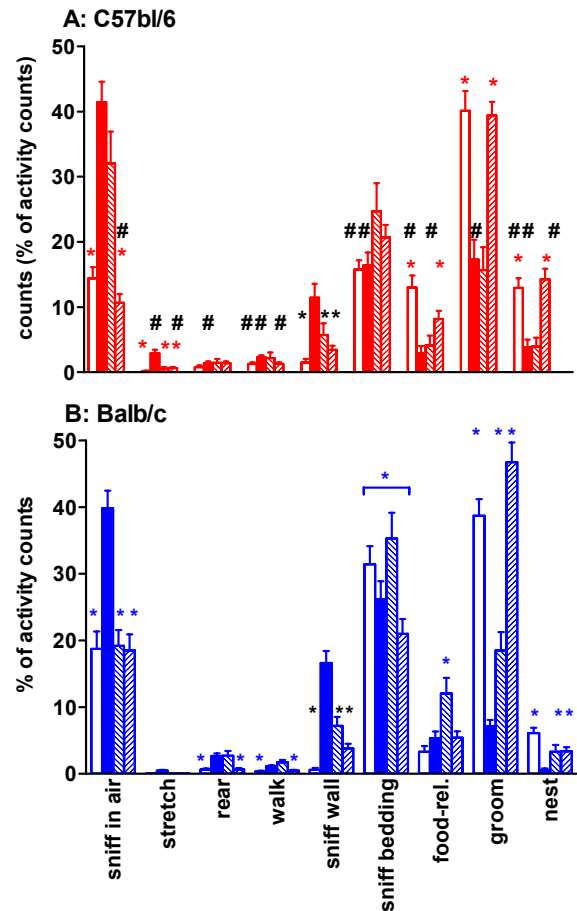 A: C57bl/6
counts (% of activity counts)
50
40
30
20
10
0
* # * * # ** # ## # * ** ## # * # * * # * ## * # *
B: Balb/c
% of activity counts
50
40
30
20
10
0
* ** * * * * * ** * * * ** * **
sniff in air
stretch
rear
walk
sniff wall
sniff bedding
food-rel.
groom
nest